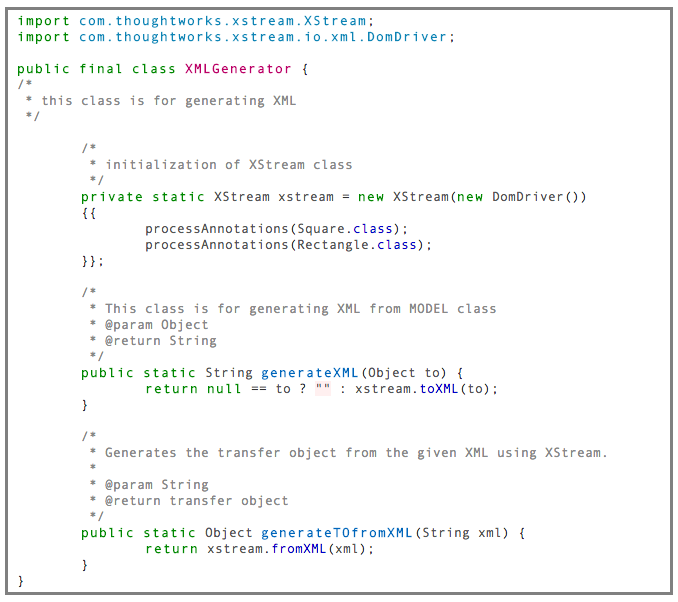 import com.thoughtworks.xstream.XStream;
import com.thoughtworks.xstream.io.xml.DomDriver;

public final class XMLGenerator {
/*
 * this class is for generating XML
 */

        /*
         * initialization of XStream class
         */
        private static XStream xstream = new XStream(new DomDriver())
        {{
                processAnnotations(Square.class);
                processAnnotations(Rectangle.class);
        }};

        /*
         * This class is for generating XML from MODEL class
         * @param Object
         * @return String
         */
        public static String generateXML(Object to) {
                return null == to ? "" : xstream.toXML(to);
        }

        /*
         * Generates the transfer object from the given XML using XStream.
         *
         * @param String
         * @return transfer object
         */
        public static Object generateTOfromXML(String xml) {
                return xstream.fromXML(xml);
        }
}